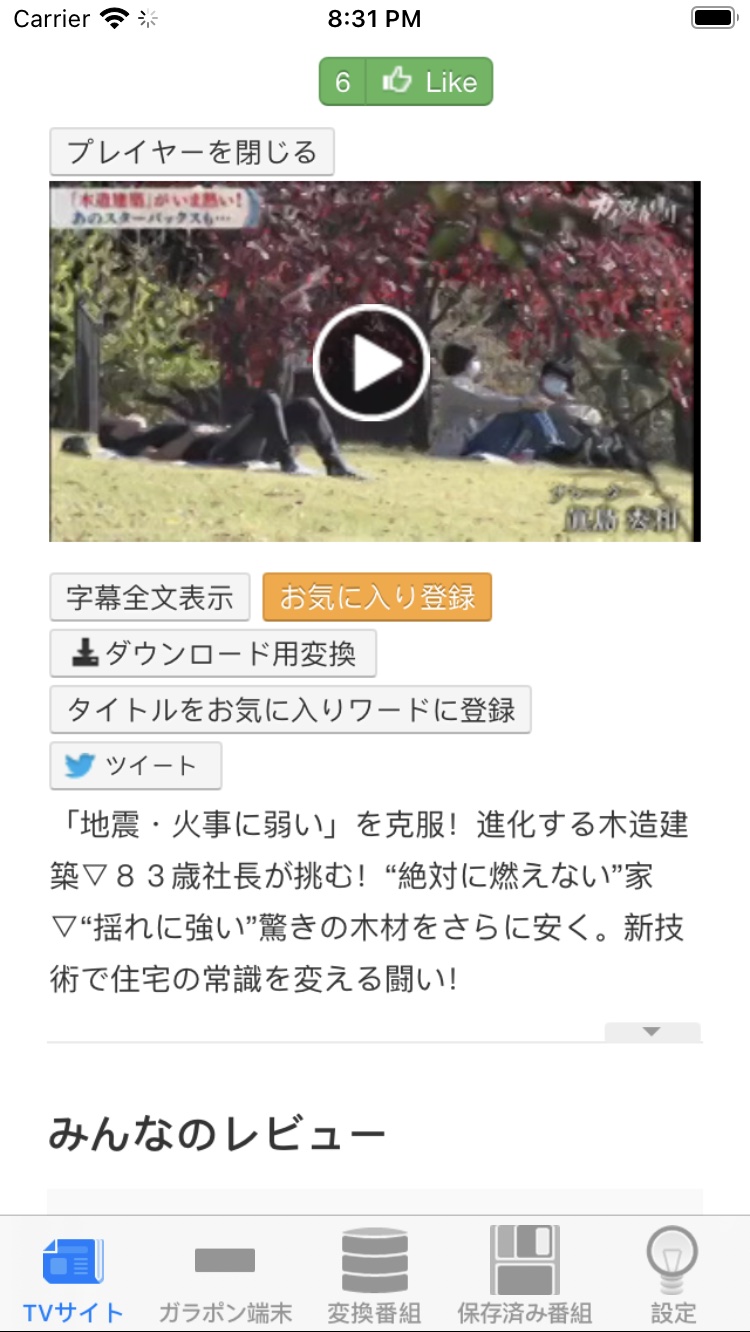 Carrier 8:31 PM
6 Like
プレイヤーを閉じる
「木造建築」がいま熱い!
あのスターバックスも…
ナレーター
字幕全文表示 お気に入り登録
ダウンロード用変換
タイトルをお気に入りワードに登録
ツイート
「地震・火事に弱い」を克服！進化する木造建
築▽８３歳社長が挑む！“絶対に燃えない”家
▽“揺れに強い”驚きの木材をさらに安く。新技
術で住宅の常識を変える闘い！
みんなのレビュー
TVサイト ガラポン端末 変換番組 保存済み番組 設定